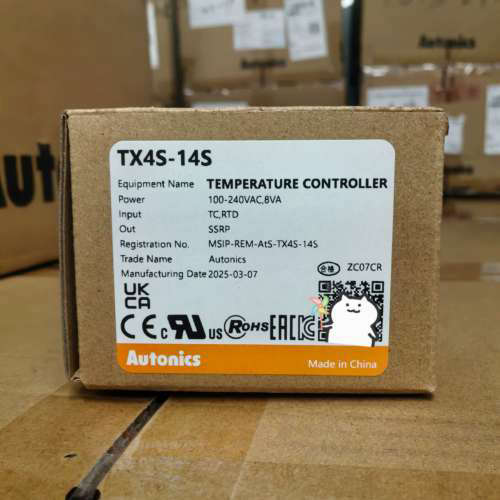 Autonics
Aut
TX4S-14S
Equipment Name TEMPERATURE CONTROLLER
Power 100-240VAC,8VA
Input TC,RTD
Out SSRP
Registration No. MSIP-REM-AtS-TX4S-14S
Trade Name Autonics
Manufacturing Date 2025-03-07
合格 ZC07CR
UK
CA
CE c UL US RoHS EAC
Autonics
Made in China